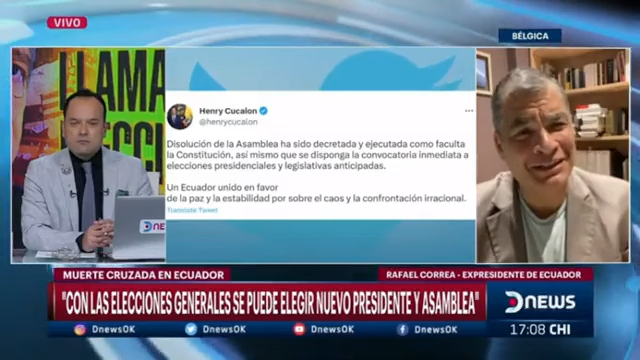 VIVO
BÉLGICA
LLAMA
Henry Cucalon
@henrycucalon
Disolución de la Asamblea ha sido decretada y ejecutada como faculta
la Constitución, así mismo que se disponga la convocatoria inmediata a
elecciones presidenciales y legislativas anticipadas.
Un Ecuador unido en favor
de la paz y la estabilidad por sobre el caos y la confrontación irracional.
Translate Tweet
DNEWS
MUERTE CRUZADA EN ECUADOR
RAFAEL CORREA - EXPRESIDENTE DE ECUADOR
"CON LAS ELECCIONES GENERALES SE PUEDE ELEGIR NUEVO PRESIDENTE Y ASAMBLEA"
DNEWS
DNewsOK
DNewsOK
DNewsOK
DNewsOK
17:08 CHI